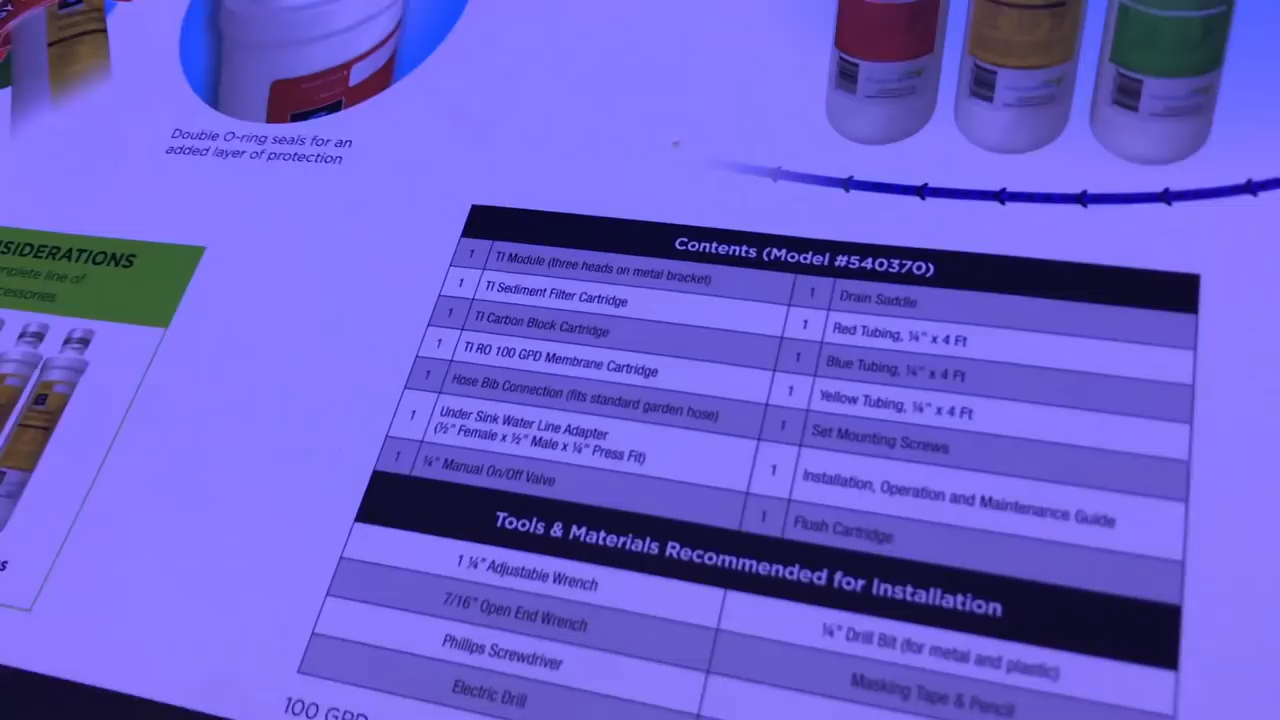 Double O-ring seals for an
added layer of protection
SIDERATIONS
line of
Contents (Model #540370)
1 TI Module (three heads on metal bracket)
1 TI Sediment Filter Cartridge
1 TI Carbon Block Cartridge
1 TI RO 100 GPD Membrane Cartridge
1 Hose Bib Connection (fits standard garden hose)
1 Under Sink Water Line Adapter
(½" Female x ½" Male x ¼" Press Fit)
1 ¼" Manual On/Off Valve
1 Drain Saddle
1 Red Tubing, ¼" x 4 Ft
1 Blue Tubing, ¼" x 4 Ft
1 Yellow Tubing, ¼" x 4 Ft
1 Set Mounting Screws
1 Installation, Operation and Maintenance Guide
1 Flush Cartridge
Tools & Materials Recommended for Installation
1 ¼" Adjustable Wrench
7/16" Open End Wrench
Phillips Screwdriver
Electric Drill
¼" Drill Bit (for metal and plastic)
Masking Tape & Pencil
100 GPD